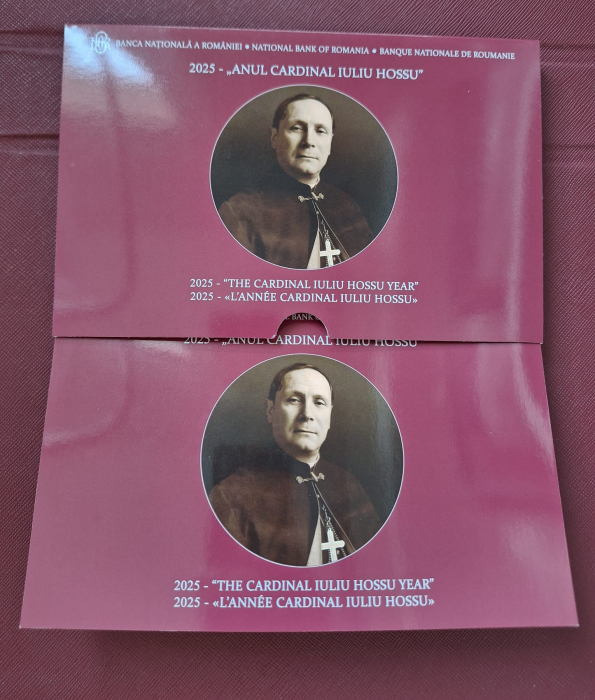 BANCA NAȚIONALĂ A ROMÂNIEI • NATIONAL BANK OF ROMANIA • BANQUE NATIONALE DE ROUMANIE
2025 - „ANUL CARDINAL IULIU HOSSU”
2025 - “THE CARDINAL IULIU HOSSU YEAR”
2025 - «L’ANNÉE CARDINAL IULIU HOSSU»
BANK
2025 - „ANUL CARDINAL IULIU HOSSU
2025 - “THE CARDINAL IULIU HOSSU YEAR”
2025 - «L’ANNÉE CARDINAL IULIU HOSSU»